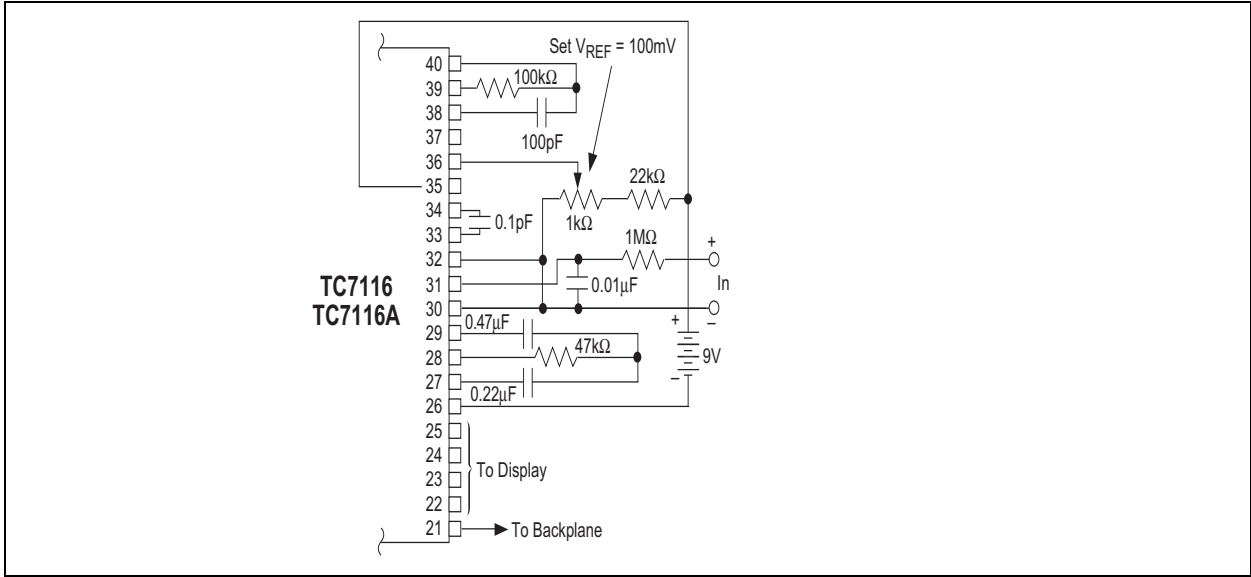 Set VREF = 100mV
40
39
100kΩ
38
100pF
37
36
22kΩ
35
34
0.1pF
1kΩ
33
1MΩ
32
+
TC7116
TC7116A
31
0.01μF
In
30
–
29
0.47μF
+
28
47kΩ
9V
27
0.22μF
–
26
25
24
To Display
23
22
21
To Backplane